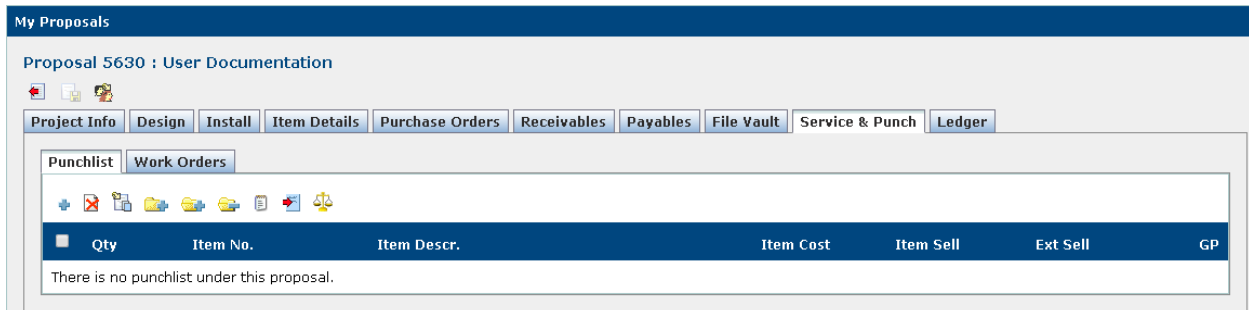 My Proposals
Proposal 5630 : User Documentation
Project Info Design Install Item Details Purchase Orders Receivables Payables File Vault Service & Punch Ledger
Punchlist Work Orders
Qty Item No. Item Descr. Item Cost Item Sell Ext Sell GP
There is no punchlist under this proposal.